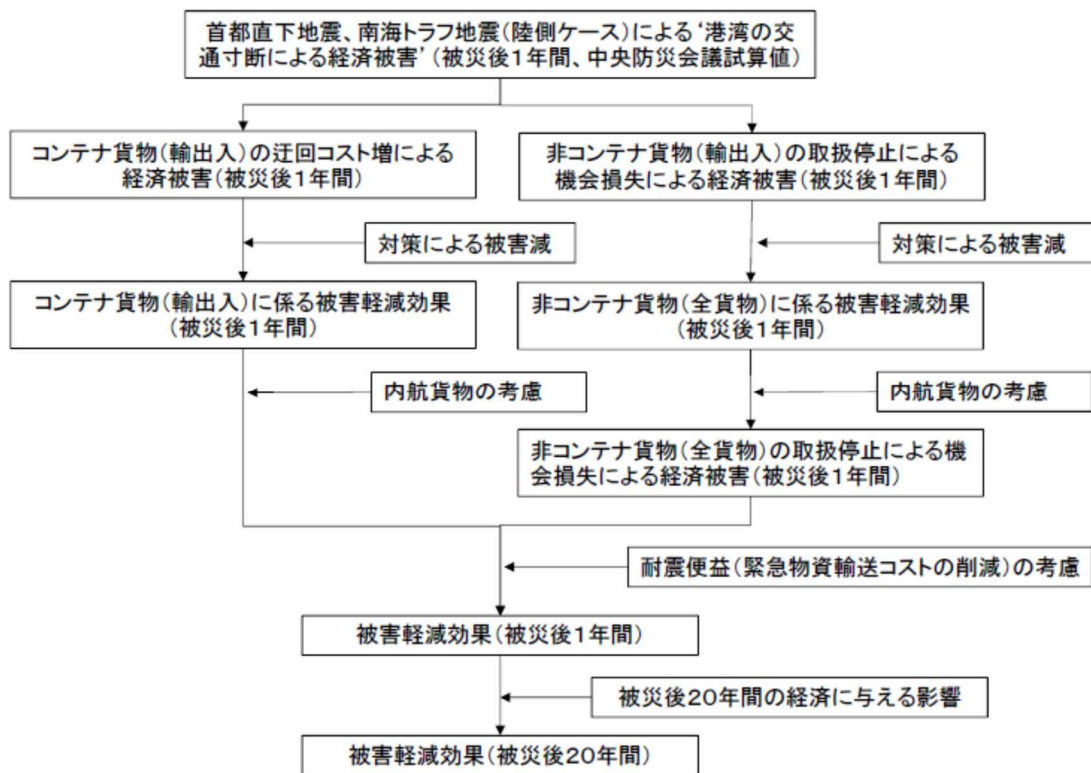 首都直下地震、南海トラフ地震(陸側ケース)による‘港湾の交
通寸断による経済被害’(被災後1年間、中央防災会議試算値)
コンテナ貨物(輸出入)の迂回コスト増による
経済被害(被災後1年間)
非コンテナ貨物(輸出入)の取扱停止による
機会損失による経済被害(被災後1年間)
対策による被害減
対策による被害減
コンテナ貨物(輸出入)に係る被害軽減効果
(被災後1年間)
非コンテナ貨物(全貨物)に係る被害軽減効果
(被災後1年間)
内航貨物の考慮
内航貨物の考慮
非コンテナ貨物(全貨物)の取扱停止による機
会損失による経済被害(被災後1年間)
耐震便益(緊急物資輸送コストの削減)の考慮
被害軽減効果(被災後1年間)
被災後20年間の経済に与える影響
被害軽減効果(被災後20年間)